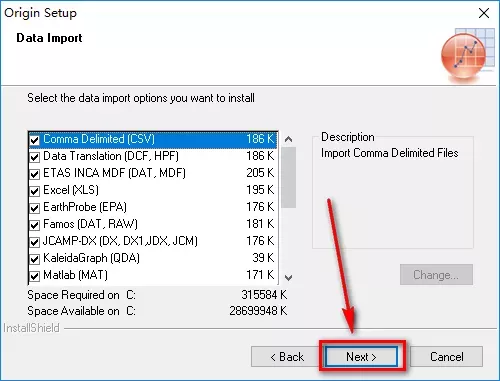 Origin Setup
Data Import
Select the data import options you want to install
Comma Delimited (CSV) 186 K
Data Translation (DCF, HPF) 186 K
ETAS INCA MDF (DAT, MDF) 205 K
Excel (XLS) 195 K
EarthProbe (EPA) 176 K
Famos (DAT, RAW) 181 K
JCAMP-DX (DX, DX1,JDX, JCM) 176 K
KaleidaGraph (QDA) 39 K
Matlab (MAT) 171 K
Description
Import Comma Delimited Files
Change...
Space Required on C: 315584 K
Space Available on C: 28699948 K
InstallShield
< Back
Next >
Cancel